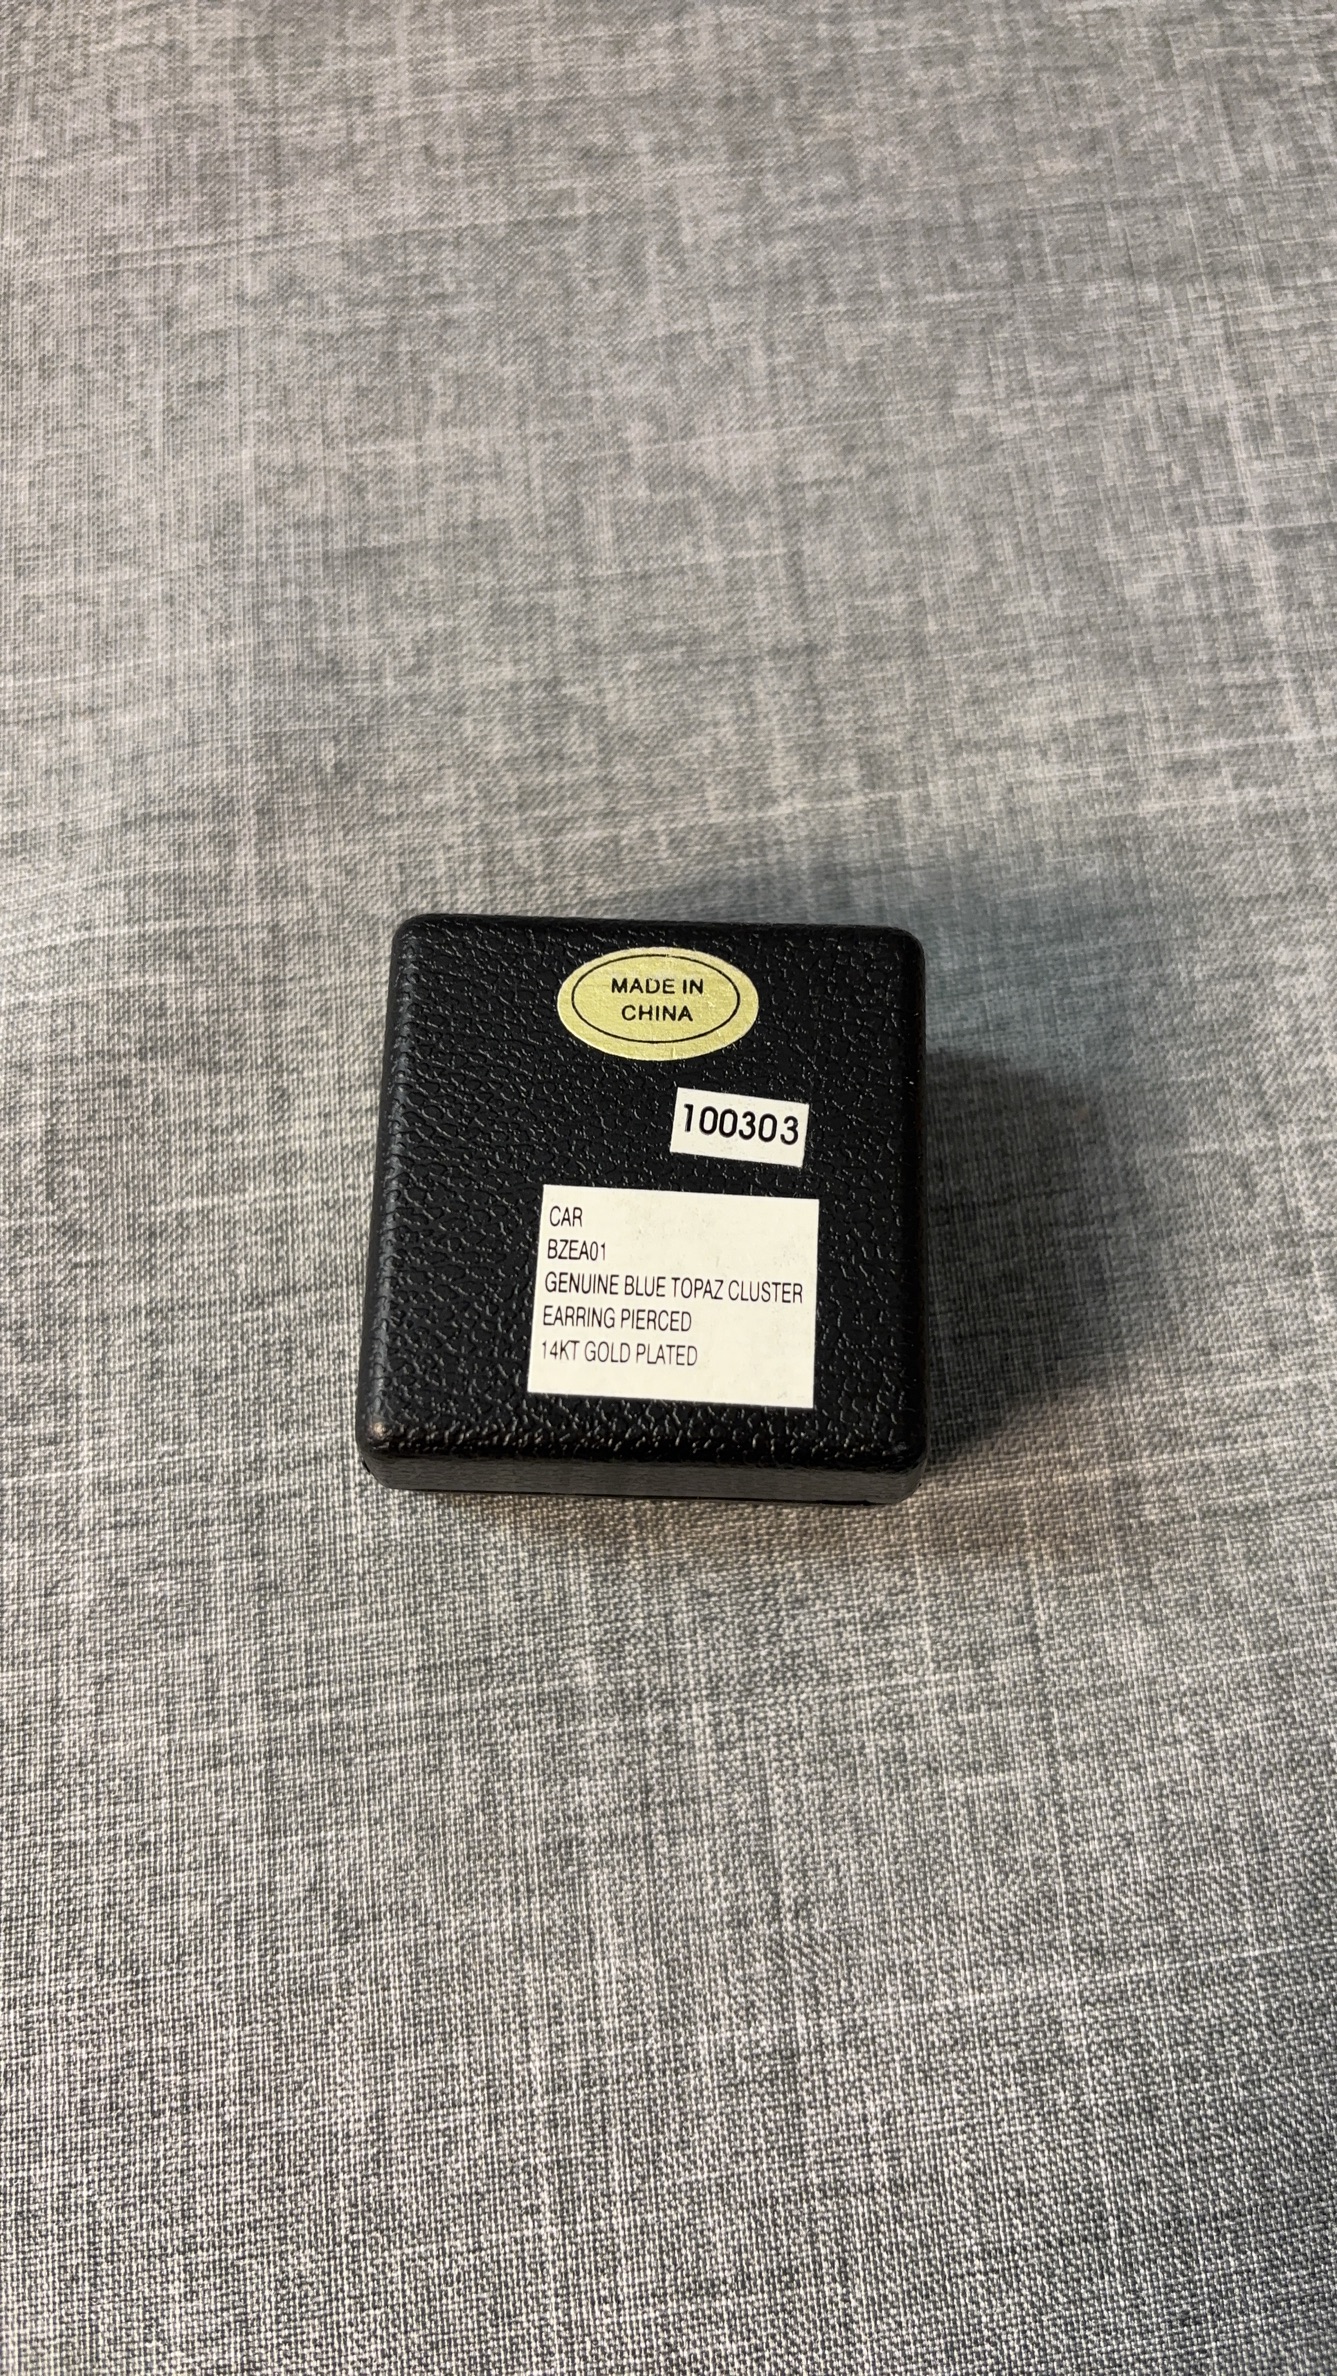 MADE IN
CHINA
100303
CAR
BZEA01
GENUINE BLUE TOPAZ CLUSTER
EARRING PIERCED
14KT GOLD PLATED